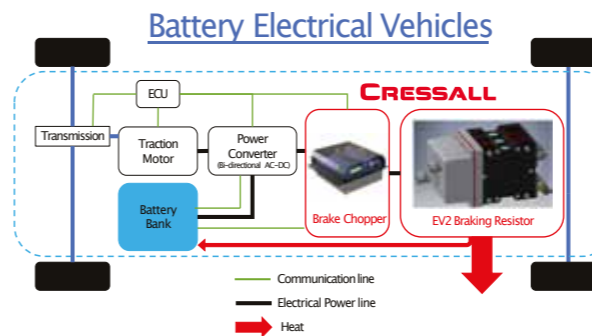 Battery Electrical Vehicles
ECU
CRESSALL
Transmission
Traction
Motor
Power
Converter
(Bi-directional AC-DC)
Battery
Bank
Brake Chopper
EV2 Braking Resistor
Communication line
Electrical Power line
Heat